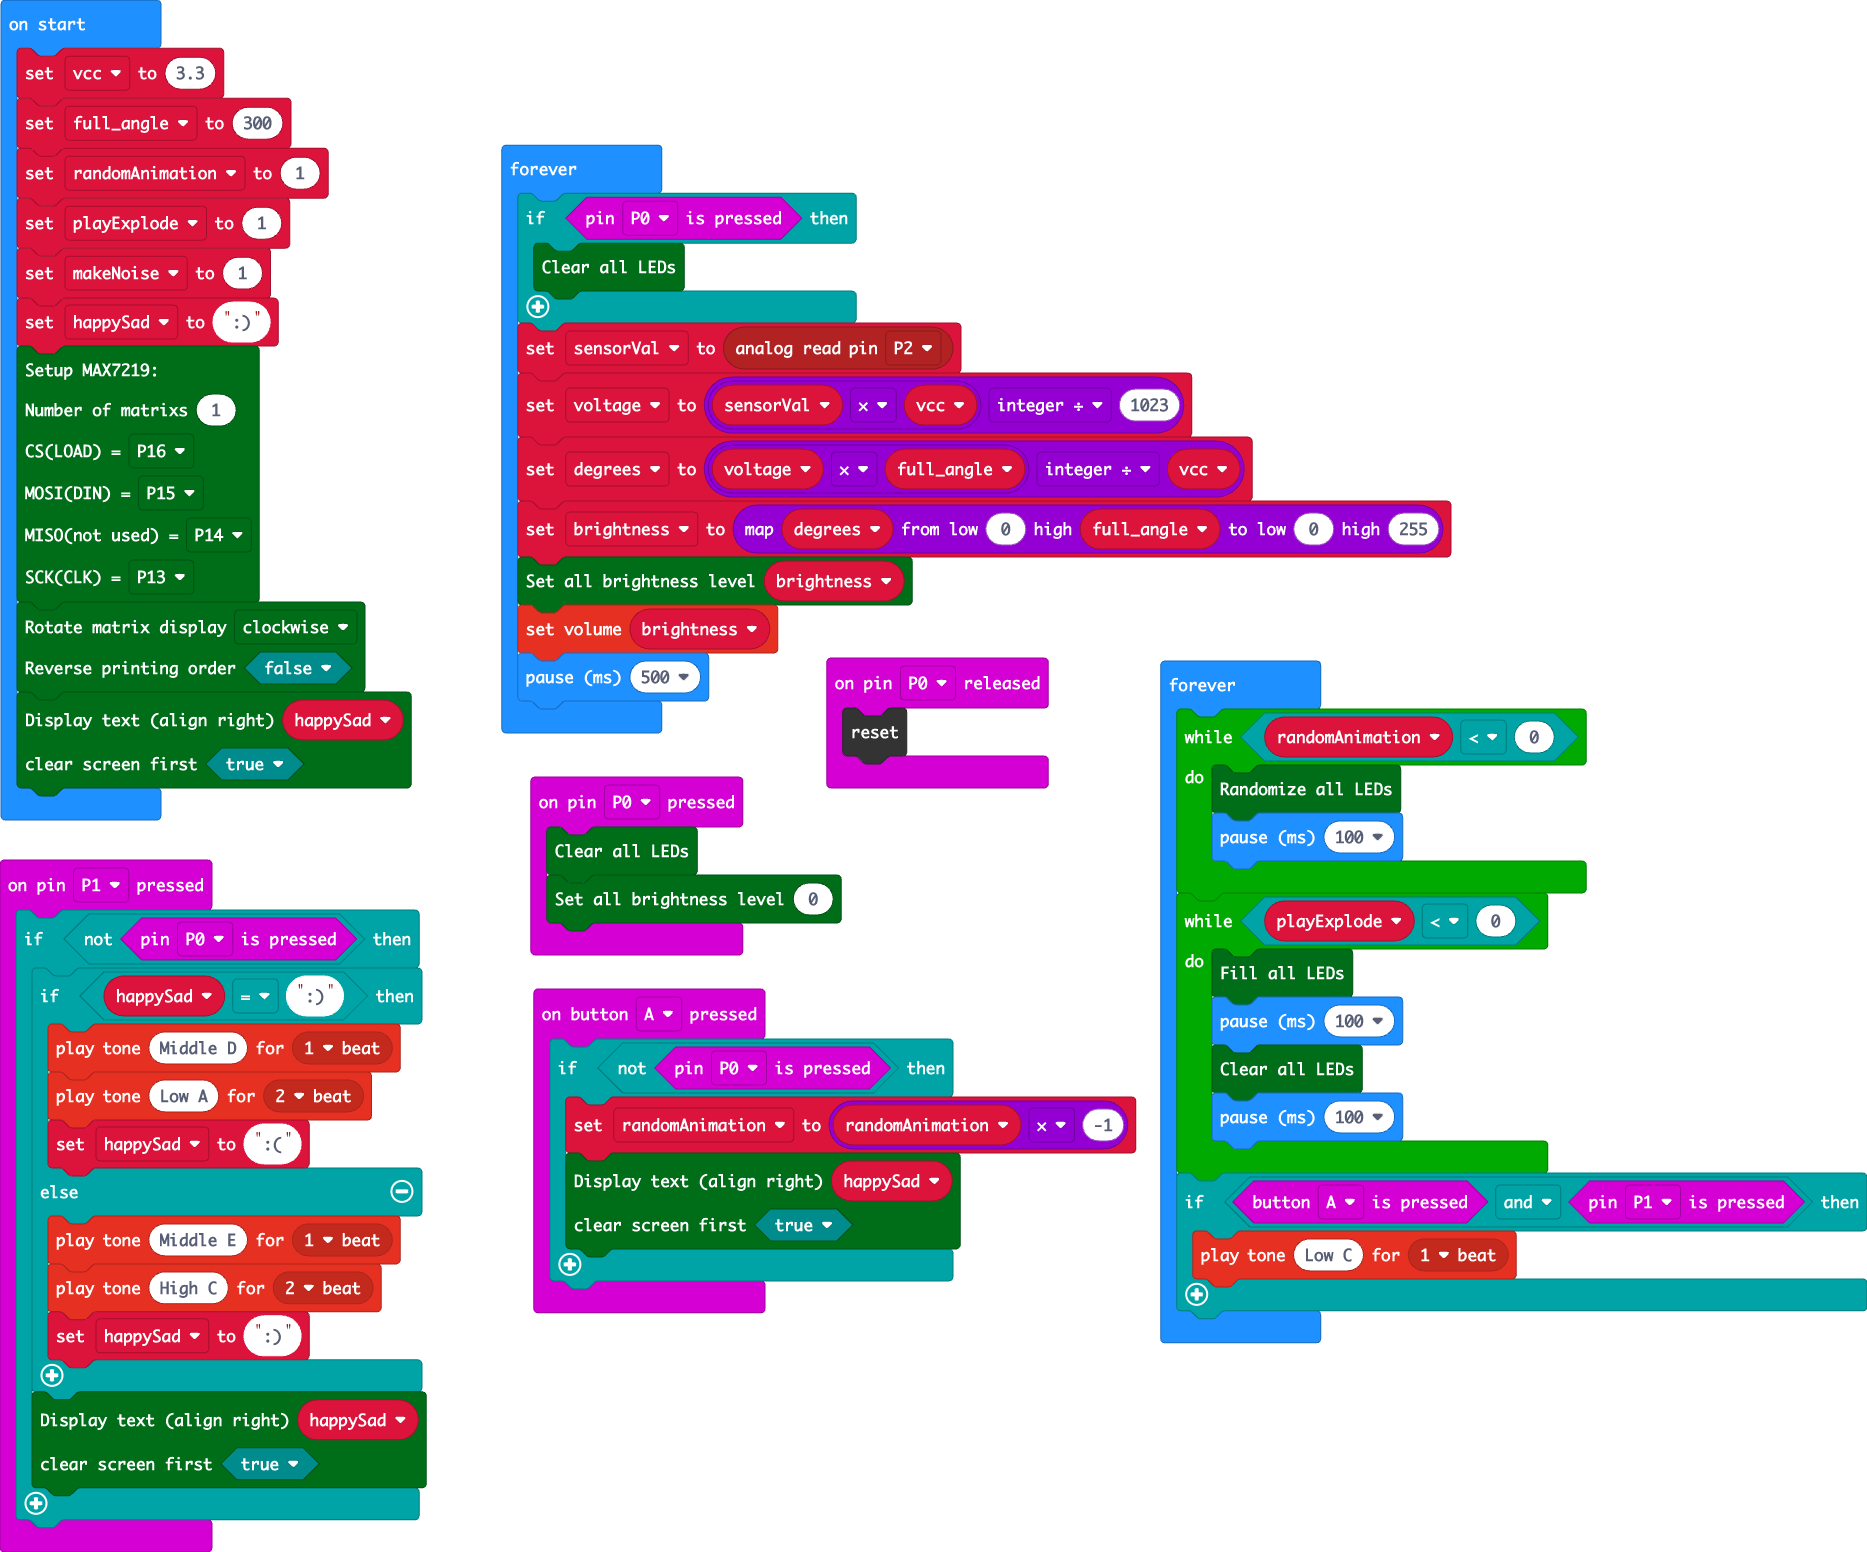 on start
set vcc to 3.3
set full_angle to 300
set randomAnimation to 1
set playExplode to 1
set makeNoise to 1
set happySad to ":)"
Setup MAX7219:
Number of matrixs 1
CS(LOAD) = P16
MOSI(DIN) = P15
MISO(not used) = P14
SCK(CLK) = P13
Rotate matrix display clockwise
Reverse printing order false
Display text (align right) happySad
clear screen first true
on pin P1 pressed
if not pin P0 is pressed then
if happySad = ":)" then
play tone Middle D for 1 beat
play tone Low A for 2 beat
set happySad to ":("
else
play tone Middle E for 1 beat
play tone High C for 2 beat
set happySad to ":)"
Display text (align right) happySad
clear screen first true
forever
if pin P0 is pressed then
Clear all LEDs
set sensorVal to analog read pin P2
set voltage to sensorVal × vcc integer ÷ 1023
set degrees to voltage × full_angle integer ÷ vcc
set brightness to map degrees from low 0 high full_angle to low 0 high 255
Set all brightness level brightness
set volume brightness
pause (ms) 500
on pin P0 released
reset
on pin P0 pressed
Clear all LEDs
Set all brightness level 0
on button A pressed
if not pin P0 is pressed then
set randomAnimation to randomAnimation × -1
Display text (align right) happySad
clear screen first true
forever
while randomAnimation < 0
do
Randomize all LEDs
pause (ms) 100
while playExplode < 0
do
Fill all LEDs
pause (ms) 100
Clear all LEDs
pause (ms) 100
if button A is pressed and pin P1 is pressed then
play tone Low C for 1 beat